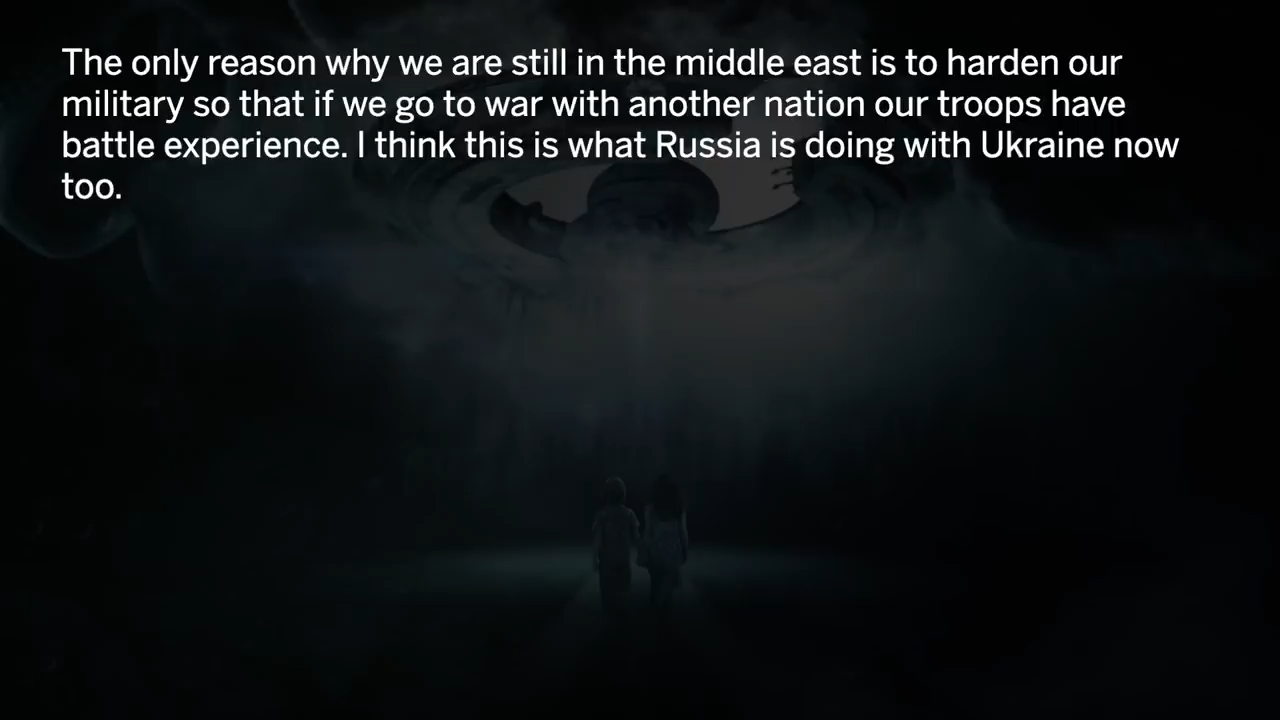 The only reason why we are still in the middle east is to harden our
military so that if we go to war with another nation our troops have
battle experience. I think this is what Russia is doing with Ukraine now
too.